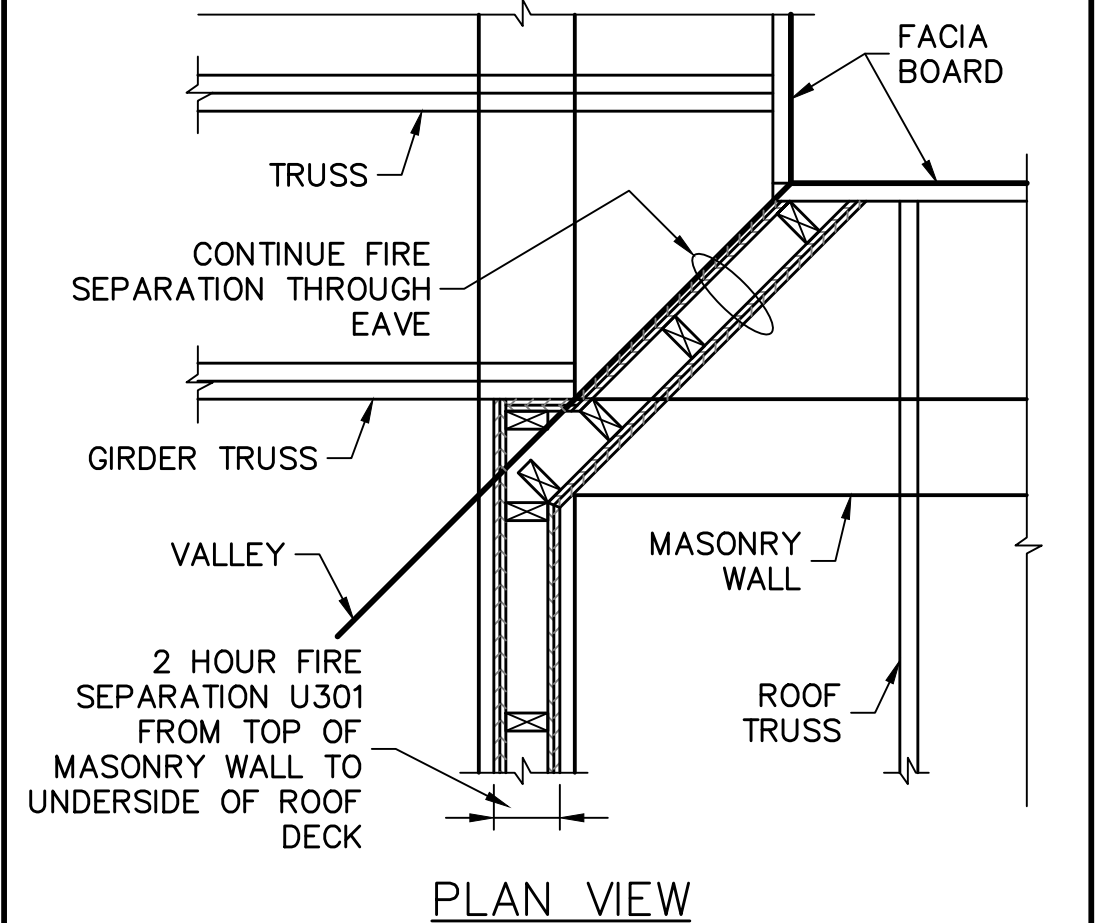 FACIA
BOARD
TRUSS
CONTINUE FIRE
SEPARATION THROUGH
EAVE
GIRDER TRUSS
VALLEY
MASONRY
WALL
2 HOUR FIRE
SEPARATION U301
FROM TOP OF
MASONRY WALL TO
UNDERSIDE OF ROOF
DECK
ROOF
TRUSS
PLAN VIEW